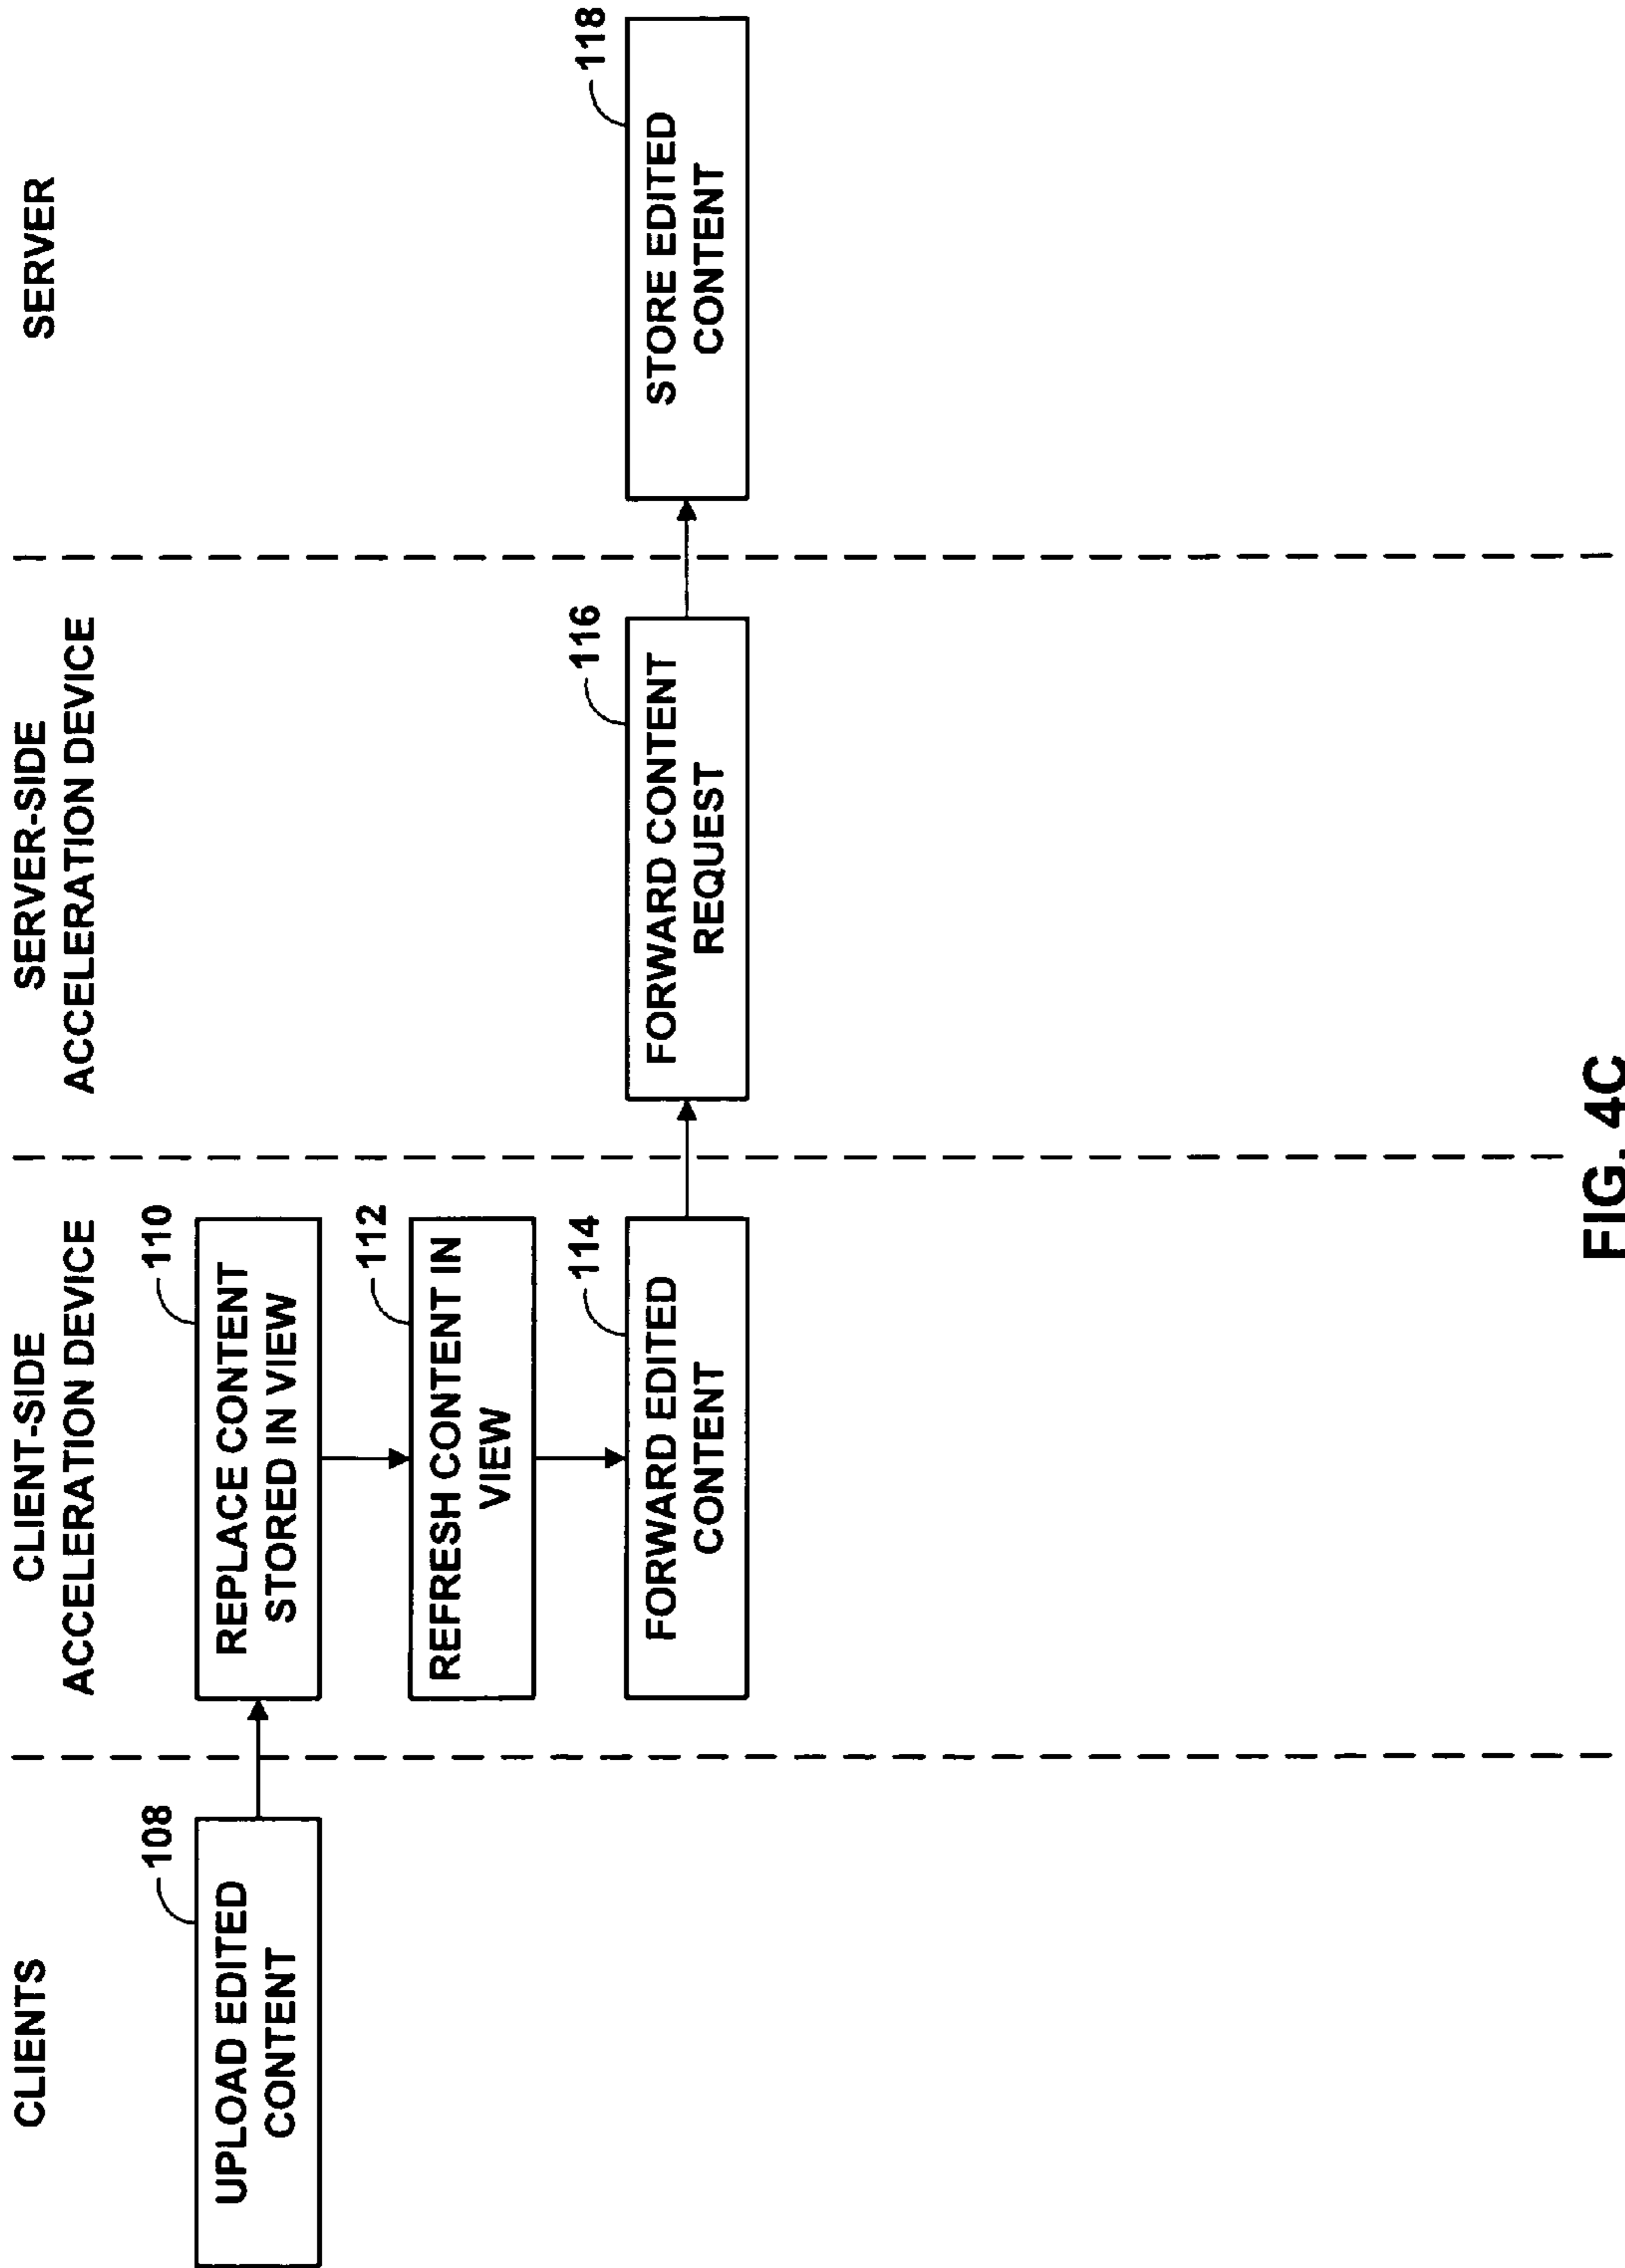 CLIENTS
CLIENT-SIDE
ACCELERATION DEVICE
SERVER-SIDE
ACCELERATION DEVICE
SERVER
108
UPLOAD EDITED
CONTENT
110
REPLACE CONTENT
STORED IN VIEW
112
REFRESH CONTENT IN
VIEW
114
FORWARD EDITED
CONTENT
116
FORWARD CONTENT
REQUEST
118
STORE EDITED
CONTENT
FIG. 4C